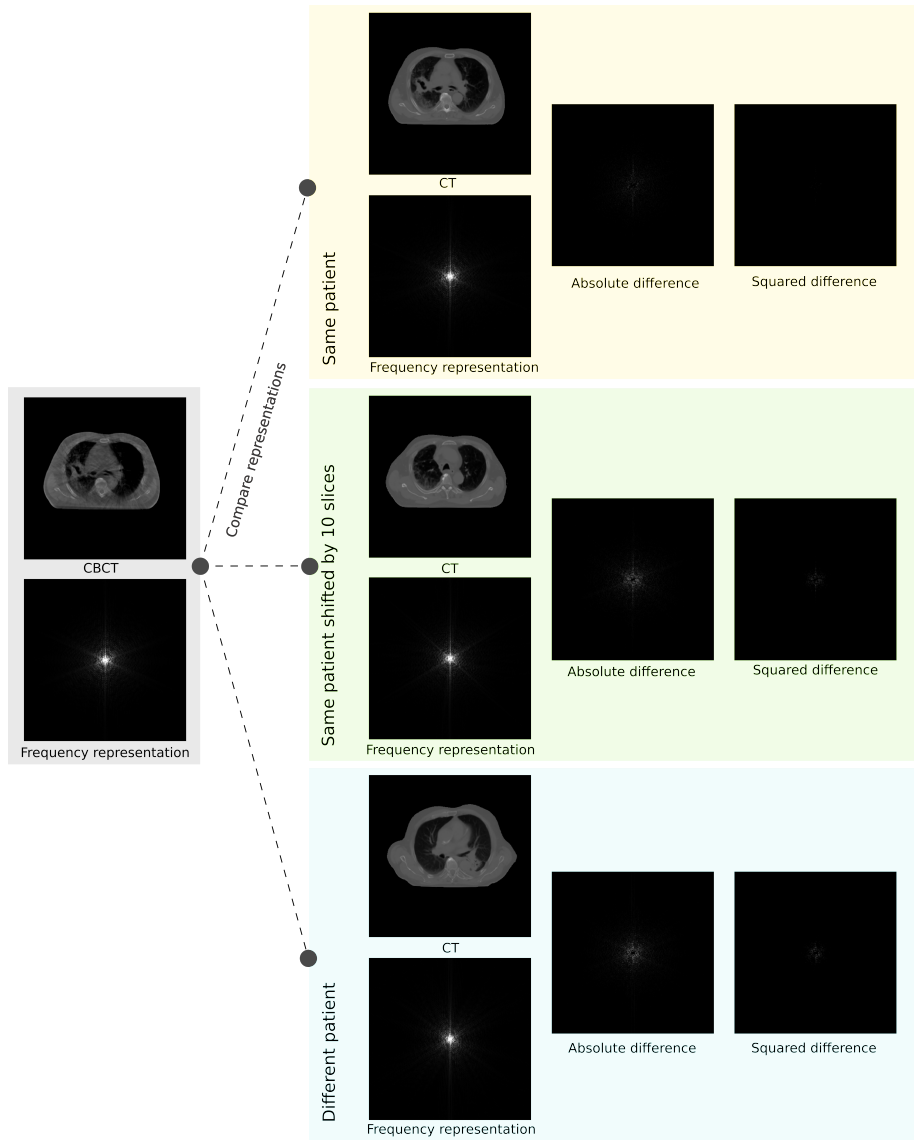 CBCT
Frequency representation
Compare representations
Same patient
CT
Frequency representation
Absolute difference
Squared difference
Same patient shifted by 10 slices
CT
Frequency representation
Absolute difference
Squared difference
Different patient
CT
Frequency representation
Absolute difference
Squared difference